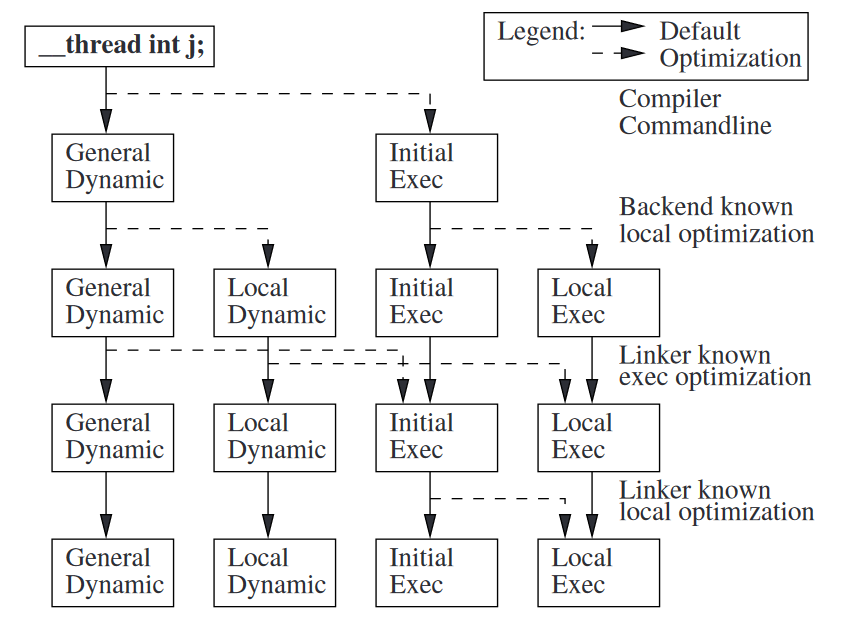 __thread int j;
Legend: Default
Optimization
Compiler
Commandline
General
Dynamic
Initial
Exec
Backend known
local optimization
General
Dynamic
Local
Dynamic
Initial
Exec
Local
Exec
Linker known
exec optimization
General
Dynamic
Local
Dynamic
Initial
Exec
Local
Exec
Linker known
local optimization
General
Dynamic
Local
Dynamic
Initial
Exec
Local
Exec